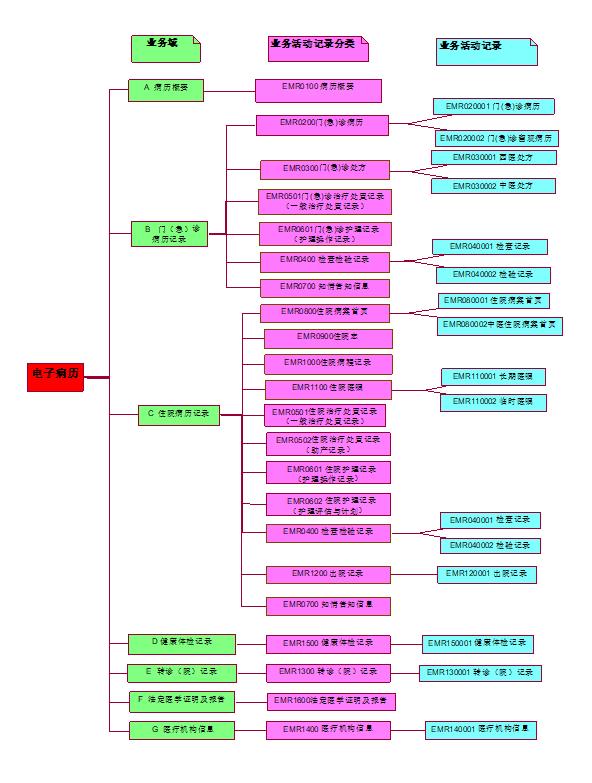 业务域
业务活动记录分类
业务活动记录
A 病历概要
EMR0100 病历概要
EMR0200门(急)诊病历
EMR020001 门(急)诊病历
EMR020002 门(急)诊留观病历
EMR0300门(急)诊处方
EMR030001 西医处方
EMR030002 中医处方
B 门（急）诊
病历记录
EMR0501门(急)诊治疗处置记录
（一般治疗处置记录）
EMR0601门(急)诊护理记录
（护理操作记录）
EMR0400 检查检验记录
EMR040001 检查记录
EMR040002 检验记录
EMR0700 知情告知信息
EMR0800住院病案首页
EMR080001 住院病案首页
EMR080002中医住院病案首页
EMR0900住院志
EMR1000住院病程记录
电子病历
EMR1100 住院医嘱
EMR110001 长期医嘱
EMR110002 临时医嘱
C 住院病历记录
EMR0501住院治疗处置记录
（一般治疗处置记录）
EMR0502住院治疗处置记录
（助产记录）
EMR0601 住院护理记录
（护理操作记录）
EMR0602 住院护理记录
（护理评估与计划）
EMR0400 检查检验记录
EMR040001 检查记录
EMR040002 检验记录
EMR1200 出院记录
EMR120001 出院记录
EMR0700 知情告知信息
D 健康体检记录
EMR1500 健康体检记录
EMR150001 健康体检记录
E 转诊（院）记录
EMR1300 转诊（院）记录
EMR130001 转诊（院）记录
F 法定医学证明及报告
EMR1600法定医学证明及报告
G 医疗机构信息
EMR1400 医疗机构信息
EMR140001 医疗机构信息